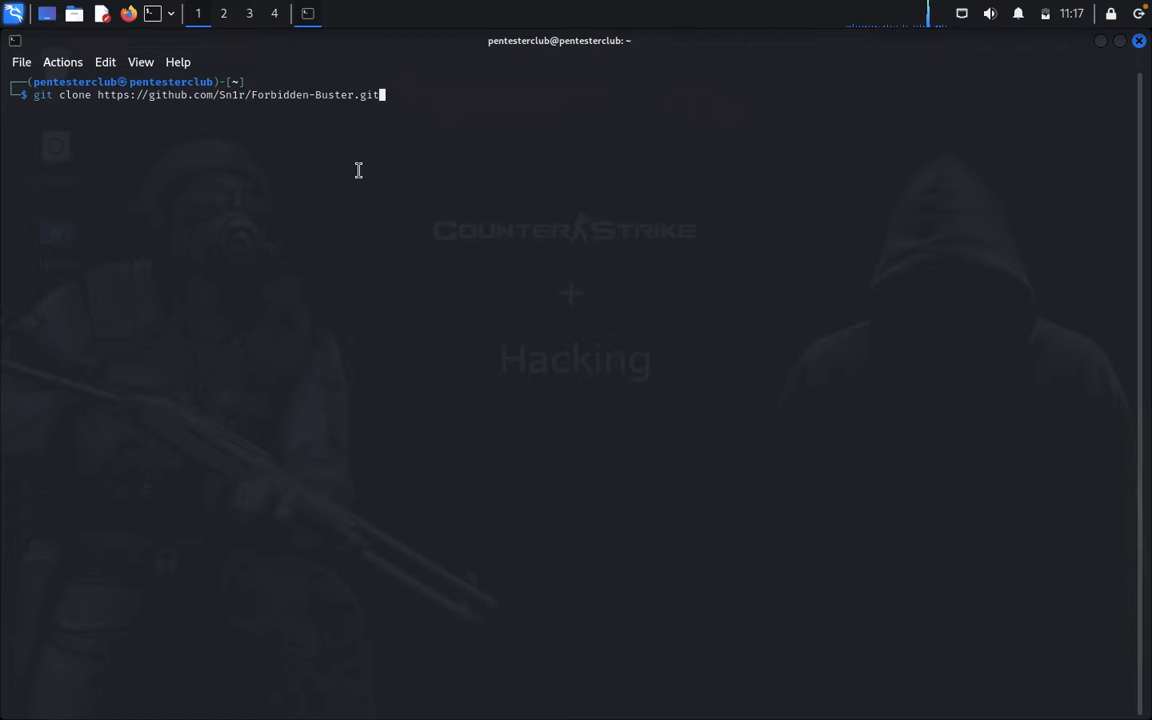 1 2 3 4 11:17
pentesterclub@pentesterclub: ~
File Actions Edit View Help
┌──(pentesterclub㉿pentesterclub)-[~]
└─$ git clone https://github.com/Sn1r/Forbidden-Buster.git
COUNTER STRIKE
+
Hacking